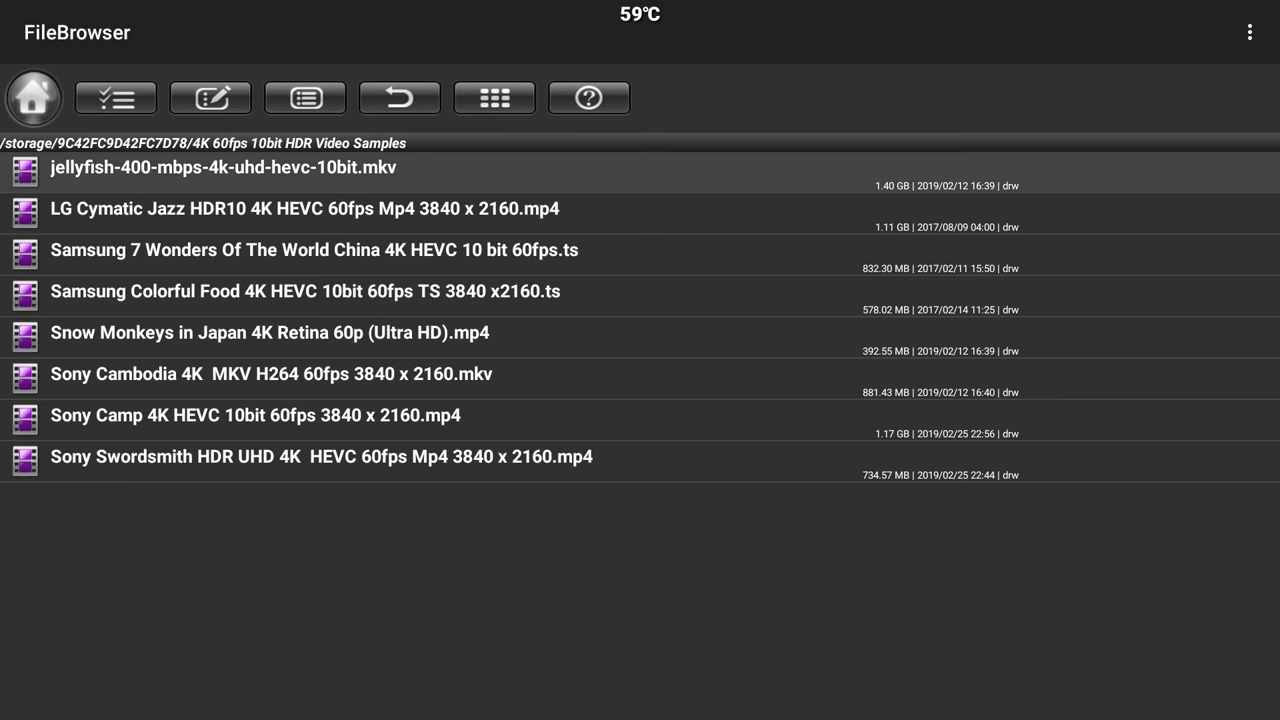 59℃
FileBrowser
/storage/9C42FC9D42FC7D78/4K 60fps 10bit HDR Video Samples
jellyfish-400-mbps-4k-uhd-hevc-10bit.mkv
1.40 GB | 2019/02/12 16:39 | drw
LG Cymatic Jazz HDR10 4K HEVC 60fps Mp4 3840 x 2160.mp4
1.11 GB | 2017/08/09 04:00 | drw
Samsung 7 Wonders Of The World China 4K HEVC 10 bit 60fps.ts
832.30 MB | 2017/02/11 15:50 | drw
Samsung Colorful Food 4K HEVC 10bit 60fps TS 3840 x2160.ts
578.02 MB | 2017/02/14 11:25 | drw
Snow Monkeys in Japan 4K Retina 60p (Ultra HD).mp4
392.55 MB | 2019/02/12 16:39 | drw
Sony Cambodia 4K  MKV H264 60fps 3840 x 2160.mkv
881.43 MB | 2019/02/12 16:40 | drw
Sony Camp 4K HEVC 10bit 60fps 3840 x 2160.mp4
1.17 GB | 2019/02/25 22:56 | drw
Sony Swordsmith HDR UHD 4K  HEVC 60fps Mp4 3840 x 2160.mp4
734.57 MB | 2019/02/25 22:44 | drw